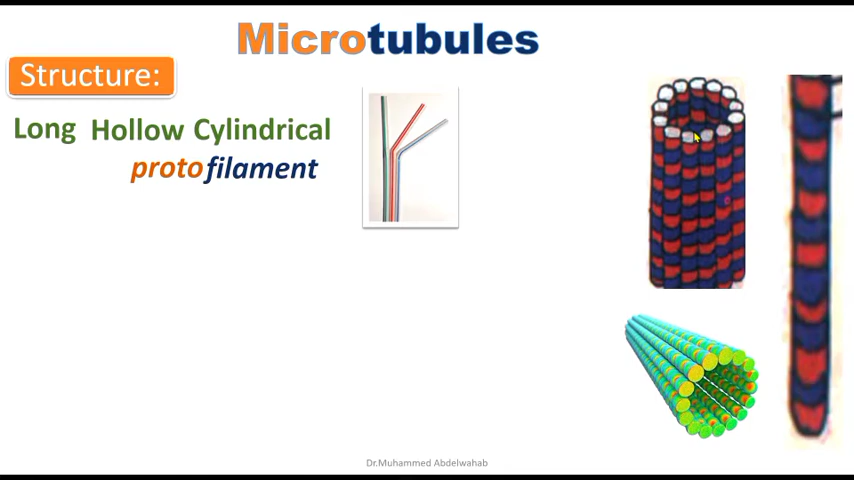 Microtubules
Structure:
Long Hollow Cylindrical
protofilament
Dr.Muhammed Abdelwahab